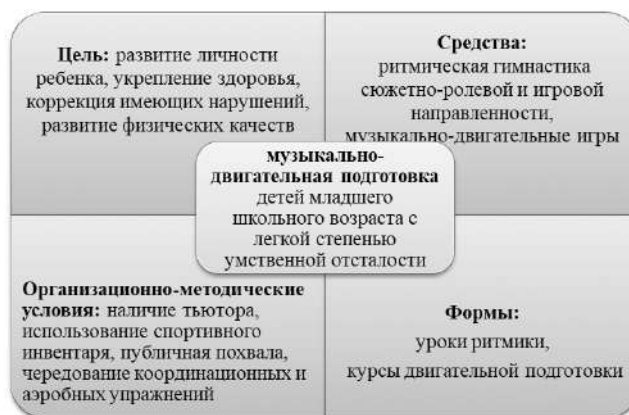 Цель: развитие личности
ребенка, укрепление здоровья,
коррекция имеющих нарушений,
развитие физических качеств
Средства:
ритмическая гимнастика
сюжетно-ролевой и игровой
направленности,
музыкально-двигательные игры
музыкально-
двигательная подготовка
детей младшего
школьного возраста с
легкой степенью
умственной отсталости
Организационно-методические
условия: наличие тьютора,
использование спортивного
инвентаря, публичная похвала,
чередование координационных и
аэробных упражнений
Формы:
уроки ритмики,
курсы двигательной подготовки